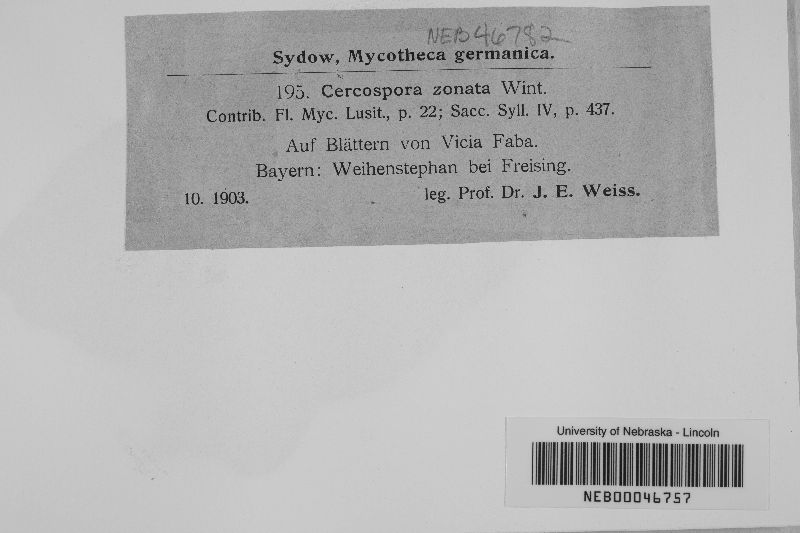 NEB46782
Sydow, Mycotheca germanica.
195. Cercospora zonata Wint.
Contrib. Fl. Myc. Lusit., p. 22; Sacc. Syll. IV, p. 437.
Auf Blättern von Vicia Faba.
Bayern: Weihenstephan bei Freising.
10. 1903. leg. Prof. Dr. J. E. Weiss.
University of Nebraska - Lincoln
NEB00046757